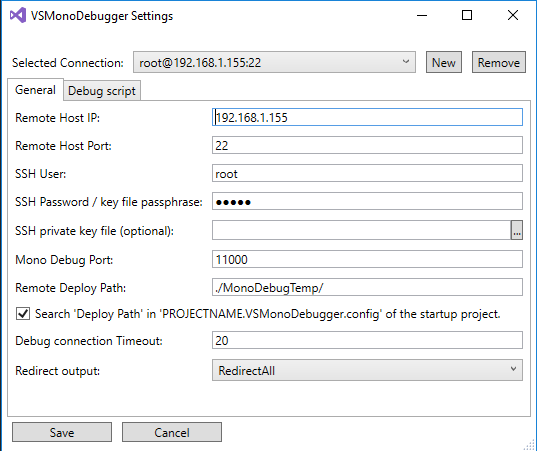 VSMonoDebugger Settings
Selected Connection: root@192.168.1.155:22 New Remove
General Debug script
Remote Host IP: 192.168.1.155
Remote Host Port: 22
SSH User: root
SSH Password / key file passphrase: ●●●●●
SSH private key file (optional): ...
Mono Debug Port: 11000
Remote Deploy Path: ./MonoDebugTemp/
Search 'Deploy Path' in 'PROJECTNAME.VSMonoDebugger.config' of the startup project.
Debug connection Timeout: 20
Redirect output: RedirectAll
Save Cancel